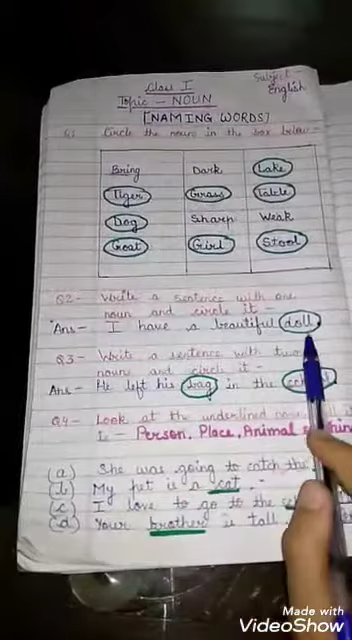 Class I
Subject -
English
Topic - NOUN
[NAMING WORDS]
Q1 Circle the nouns in the box below -
Bring Dark Lake
Tiger Grass Table
Dog Sharp Weak
Goat Girl Stool
Q2 - Write a sentence with one
noun and circle it -
Ans - I have a beautiful doll.
Q3 - Write a sentence with two
noun and circle it -
Ans - He left his bag in the
Q4 - Look at the underlined
is - Person, Place, Animal
(a) She was going to catch the
(b) My pet is a cat.
(c) I love to go to the
(d) Your brother is tall.
Made with
VideoShow